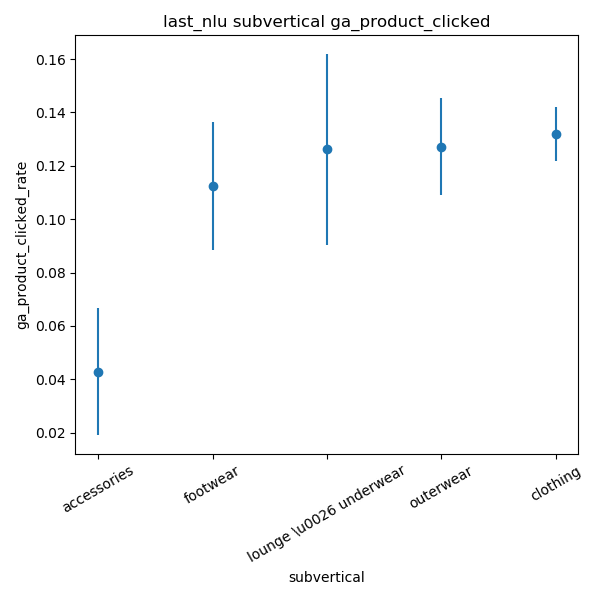 last_nlu subvertical ga_product_clicked
ga_product_clicked_rate
0.16
0.14
0.12
0.10
0.08
0.06
0.04
0.02
accessories
footwear
lounge \u0026 underwear
outerwear
clothing
subvertical